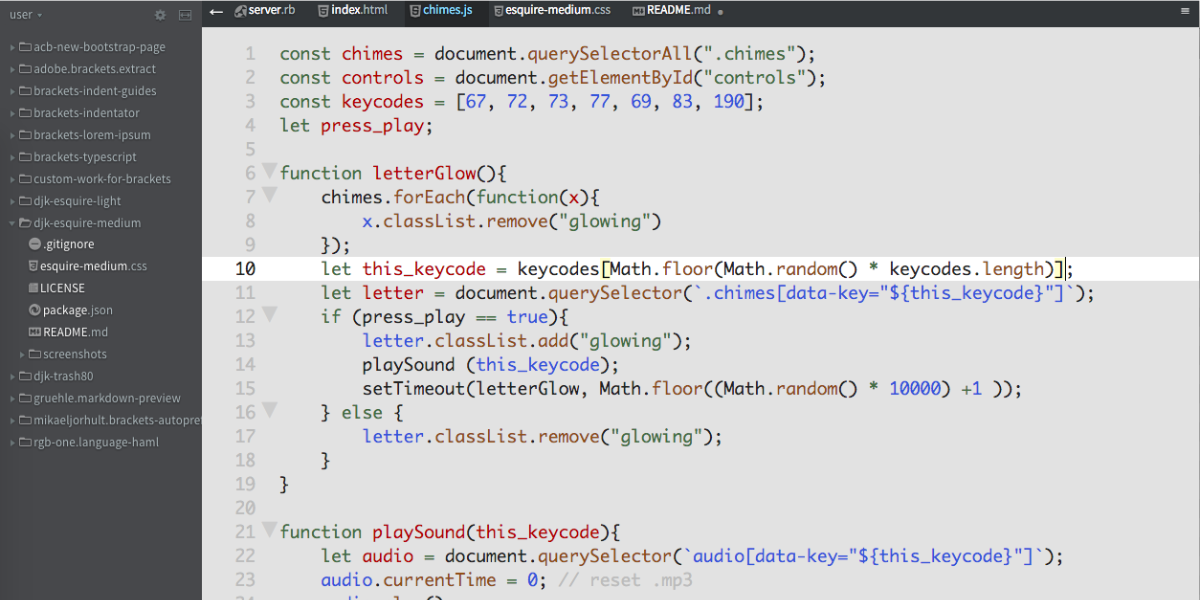 user
server.rb index.html chimes.js esquire-medium.css README.md
acb-new-bootstrap-page
adobe.brackets.extract
brackets-indent-guides
brackets-indentator
brackets-lorem-ipsum
brackets-typescript
custom-work-for-brackets
djk-esquire-light
djk-esquire-medium
.gitignore
esquire-medium.css
LICENSE
package.json
README.md
screenshots
djk-trash80
gruehle.markdown-preview
mikaeljorhult.brackets-autopref
rgb-one.language-haml
1 const chimes = document.querySelectorAll(".chimes");
2 const controls = document.getElementById("controls");
3 const keycodes = [67, 72, 73, 77, 69, 83, 190];
4 let press_play;
5
6 function letterGlow(){
7     chimes.forEach(function(x){
8         x.classList.remove("glowing")
9     });
10     let this_keycode = keycodes[Math.floor(Math.random() * keycodes.length)];
11     let letter = document.querySelector(`.chimes[data-key="${this_keycode}"]`);
12     if (press_play == true){
13         letter.classList.add("glowing");
14         playSound (this_keycode);
15         setTimeout(letterGlow, Math.floor((Math.random() * 10000) +1 ));
16     } else {
17         letter.classList.remove("glowing");
18     }
19 }
20
21 function playSound(this_keycode){
22     let audio = document.querySelector(`audio[data-key="${this_keycode}"]`);
23     audio.currentTime = 0; // reset .mp3